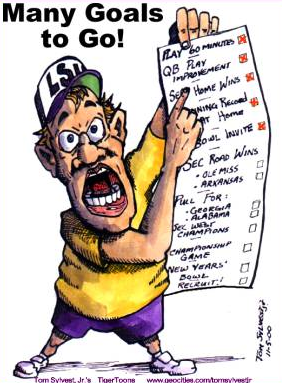 Many Goals
to Go!
LSU
PLAY 60 MINUTES
QB PLAY
IMPROVEMENT
SEC HOME WINS
RECORD
AT HOME
BOWL INVITE
SEC ROAD WINS
- OLE MISS
- ARKANSAS
PULL FOR:
- GEORGIA
- ALABAMA
SEC WEST
CHAMPIONS
CHAMPIONSHIP
GAME
NEW YEARS'
BOWL
RECRUIT!
TOM SYLVEST JR.
11-5-00
Tom Sylvest, Jr.'s TigerToons www.geocities.com/tomsylvestjr